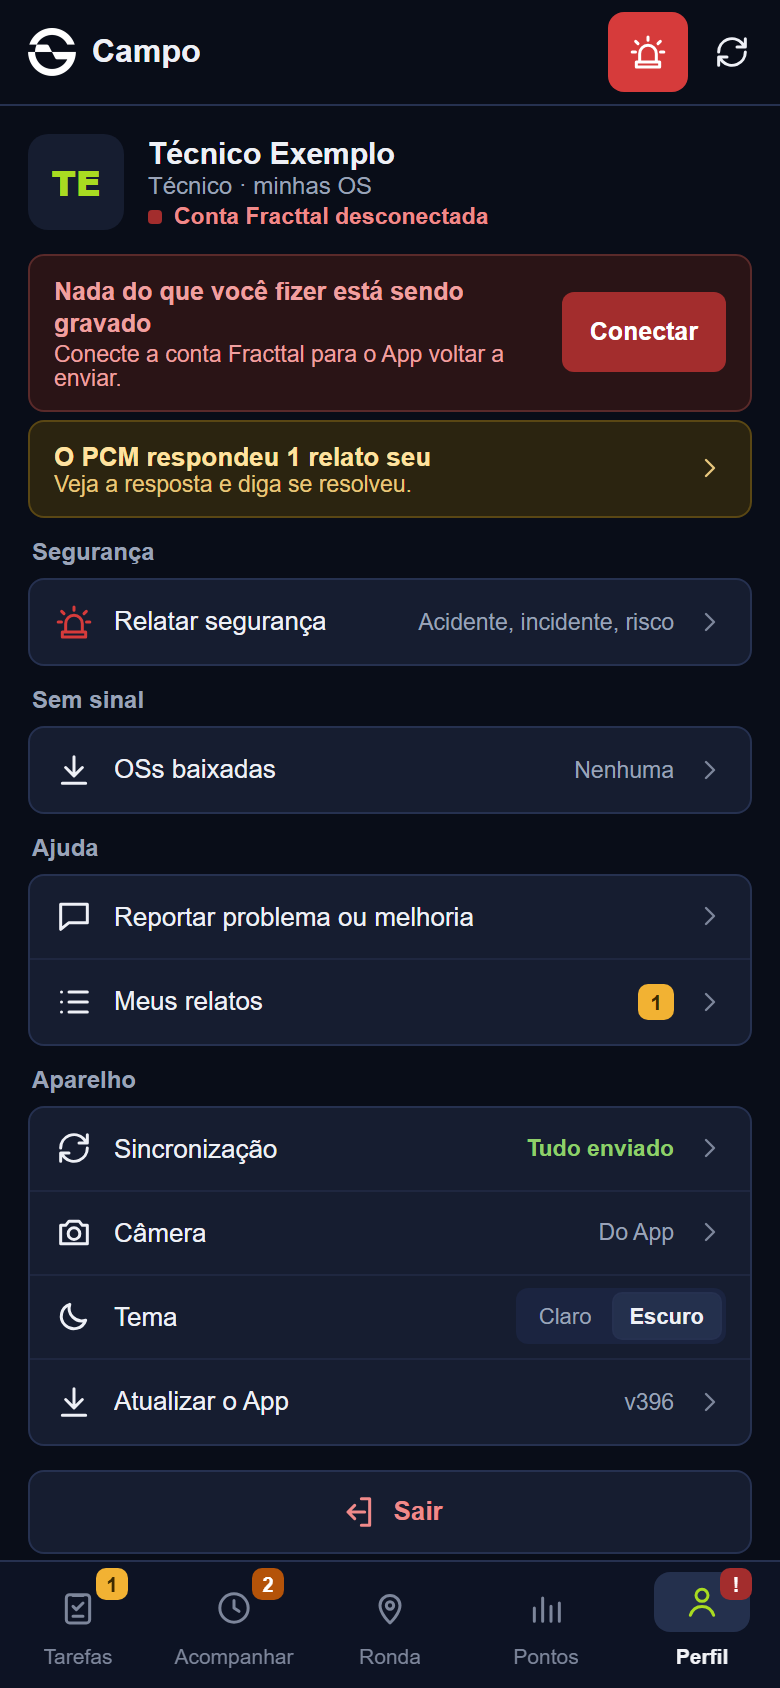 Campo
TE
Técnico Exemplo
Técnico · minhas OS
Conta Fracttal desconectada
Nada do que você fizer está sendo
gravado
Conecte a conta Fracttal para o App voltar a
enviar.
Conectar
O PCM respondeu 1 relato seu
Veja a resposta e diga se resolveu.
Segurança
Relatar segurança
Acidente, incidente, risco
Sem sinal
OSs baixadas
Nenhuma
Ajuda
Reportar problema ou melhoria
Meus relatos
1
Aparelho
Sincronização
Tudo enviado
Câmera
Do App
Tema
Claro
Escuro
Atualizar o App
v396
Sair
1
2
!
Tarefas
Acompanhar
Ronda
Pontos
Perfil